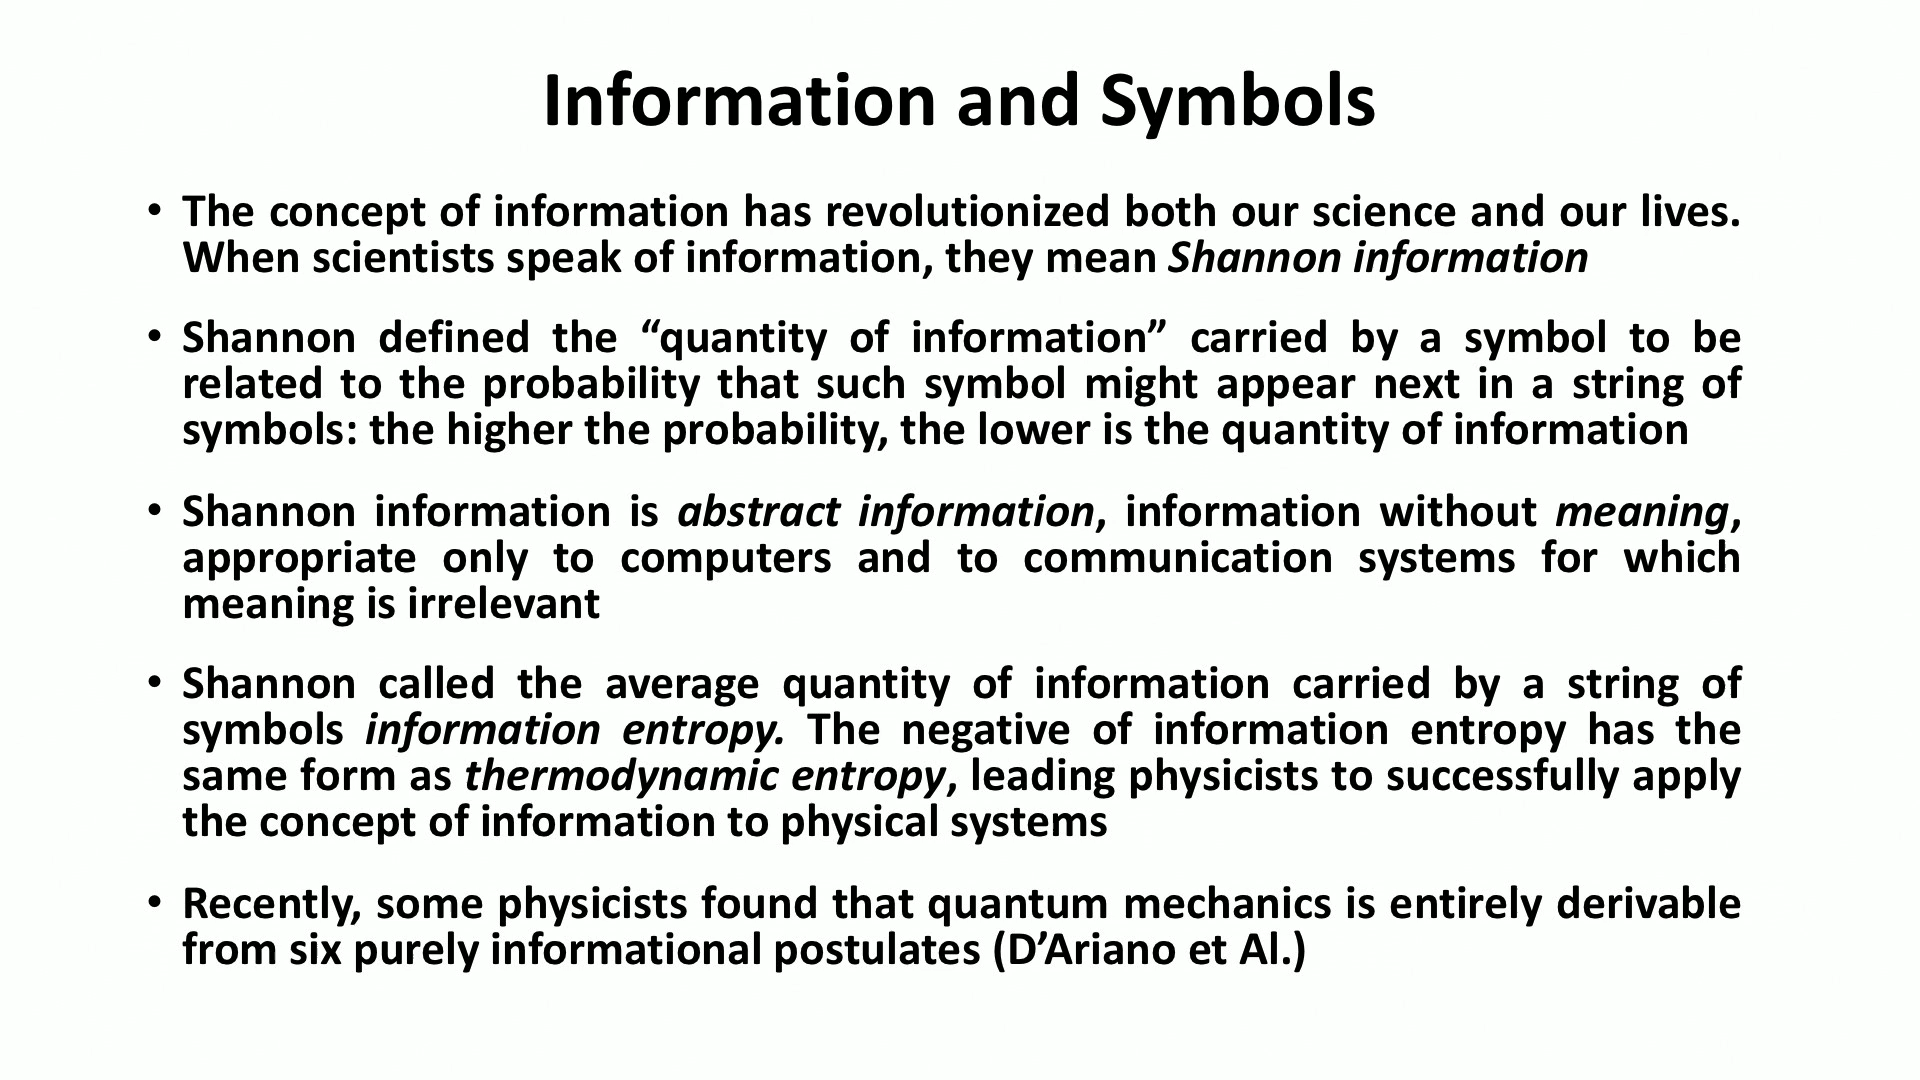 Information and Symbols
• The concept of information has revolutionized both our science and our lives.
When scientists speak of information, they mean Shannon information
• Shannon defined the “quantity of information” carried by a symbol to be
related to the probability that such symbol might appear next in a string of
symbols: the higher the probability, the lower is the quantity of information
• Shannon information is abstract information, information without meaning,
appropriate only to computers and to communication systems for which
meaning is irrelevant
• Shannon called the average quantity of information carried by a string of
symbols information entropy. The negative of information entropy has the
same form as thermodynamic entropy, leading physicists to successfully apply
the concept of information to physical systems
• Recently, some physicists found that quantum mechanics is entirely derivable
from six purely informational postulates (D’Ariano et Al.)